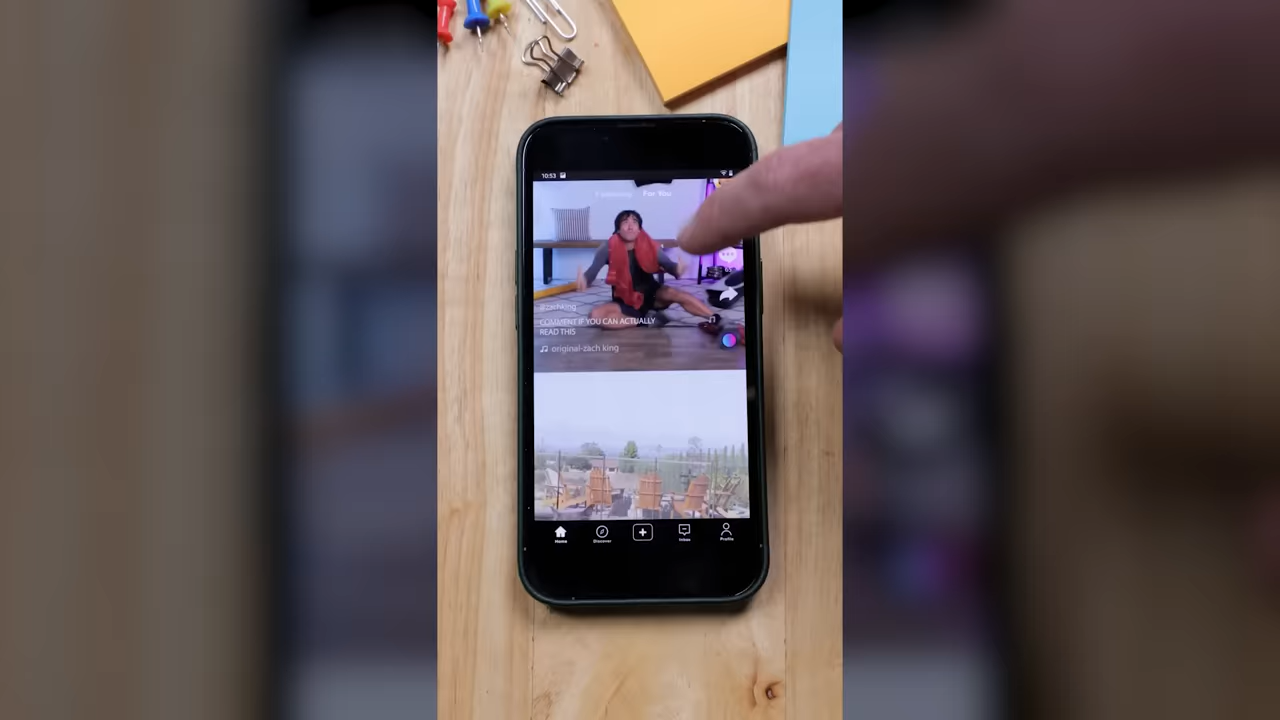 10:53
Following For You
@zachking
COMMENT IF YOU CAN ACTUALLY
READ THIS
original-zach king
Home Discover Inbox Profile